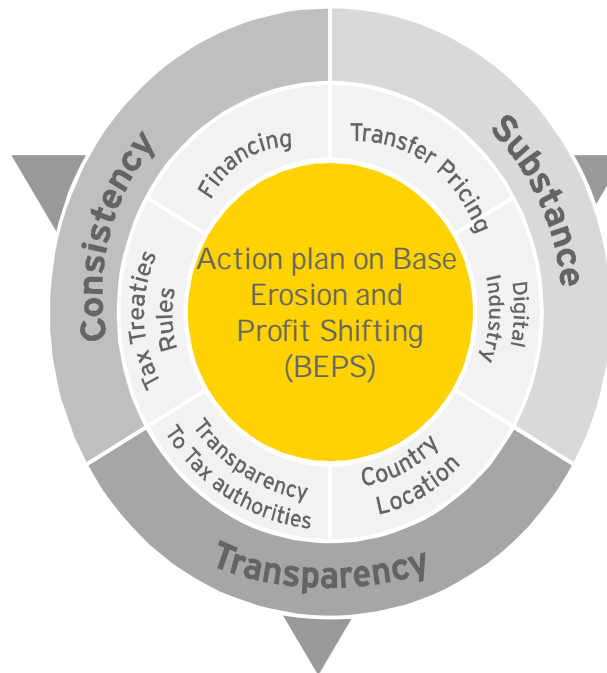 Consistency
Substance
Transparency
Financing
Transfer Pricing
Digital
Industry
Country
Location
Transparency
To Tax authorities
Tax Treaties
Rules
Action plan on Base
Erosion and
Profit Shifting
(BEPS)